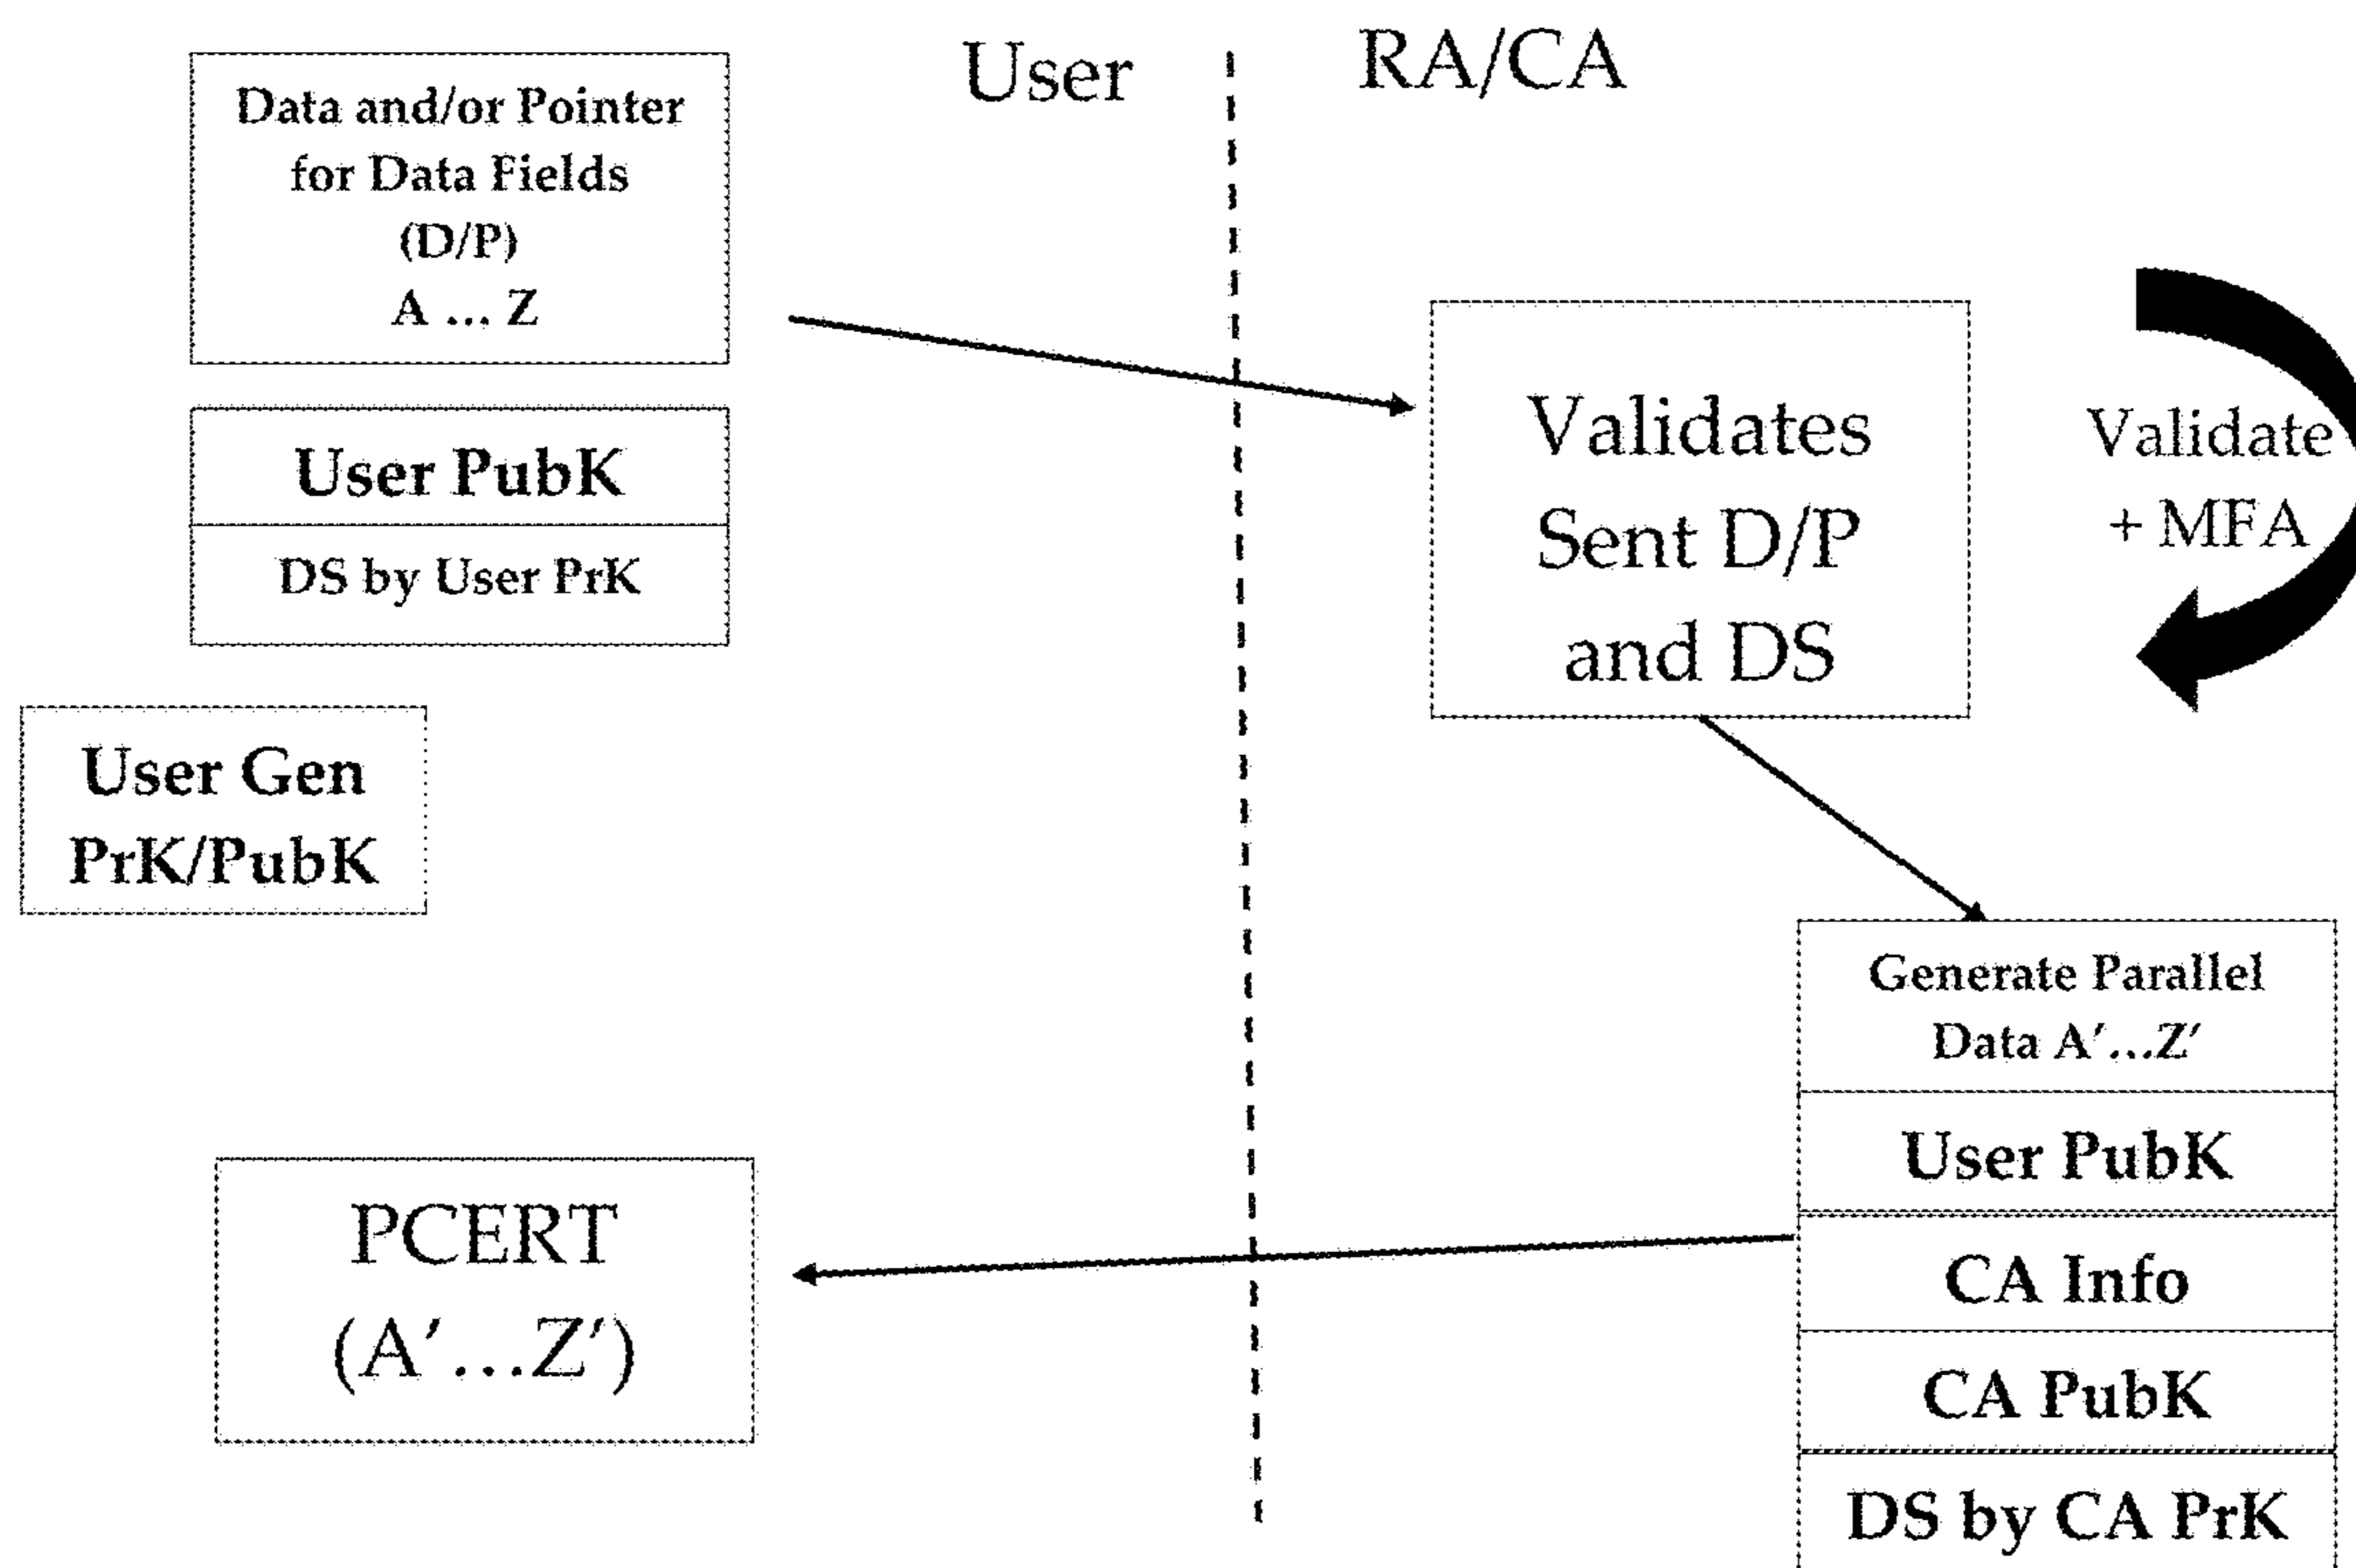 User
RA/CA
Data and/or Pointer
for Data Fields
(D/P)
A ... Z
User PubK
DS by User PrK
User Gen
PrK/PubK
Validates
Sent D/P
and DS
Validate
+ MFA
Generate Parallel
Data A′...Z′
User PubK
CA Info
CA PubK
DS by CA PrK
PCERT
(A′...Z′)